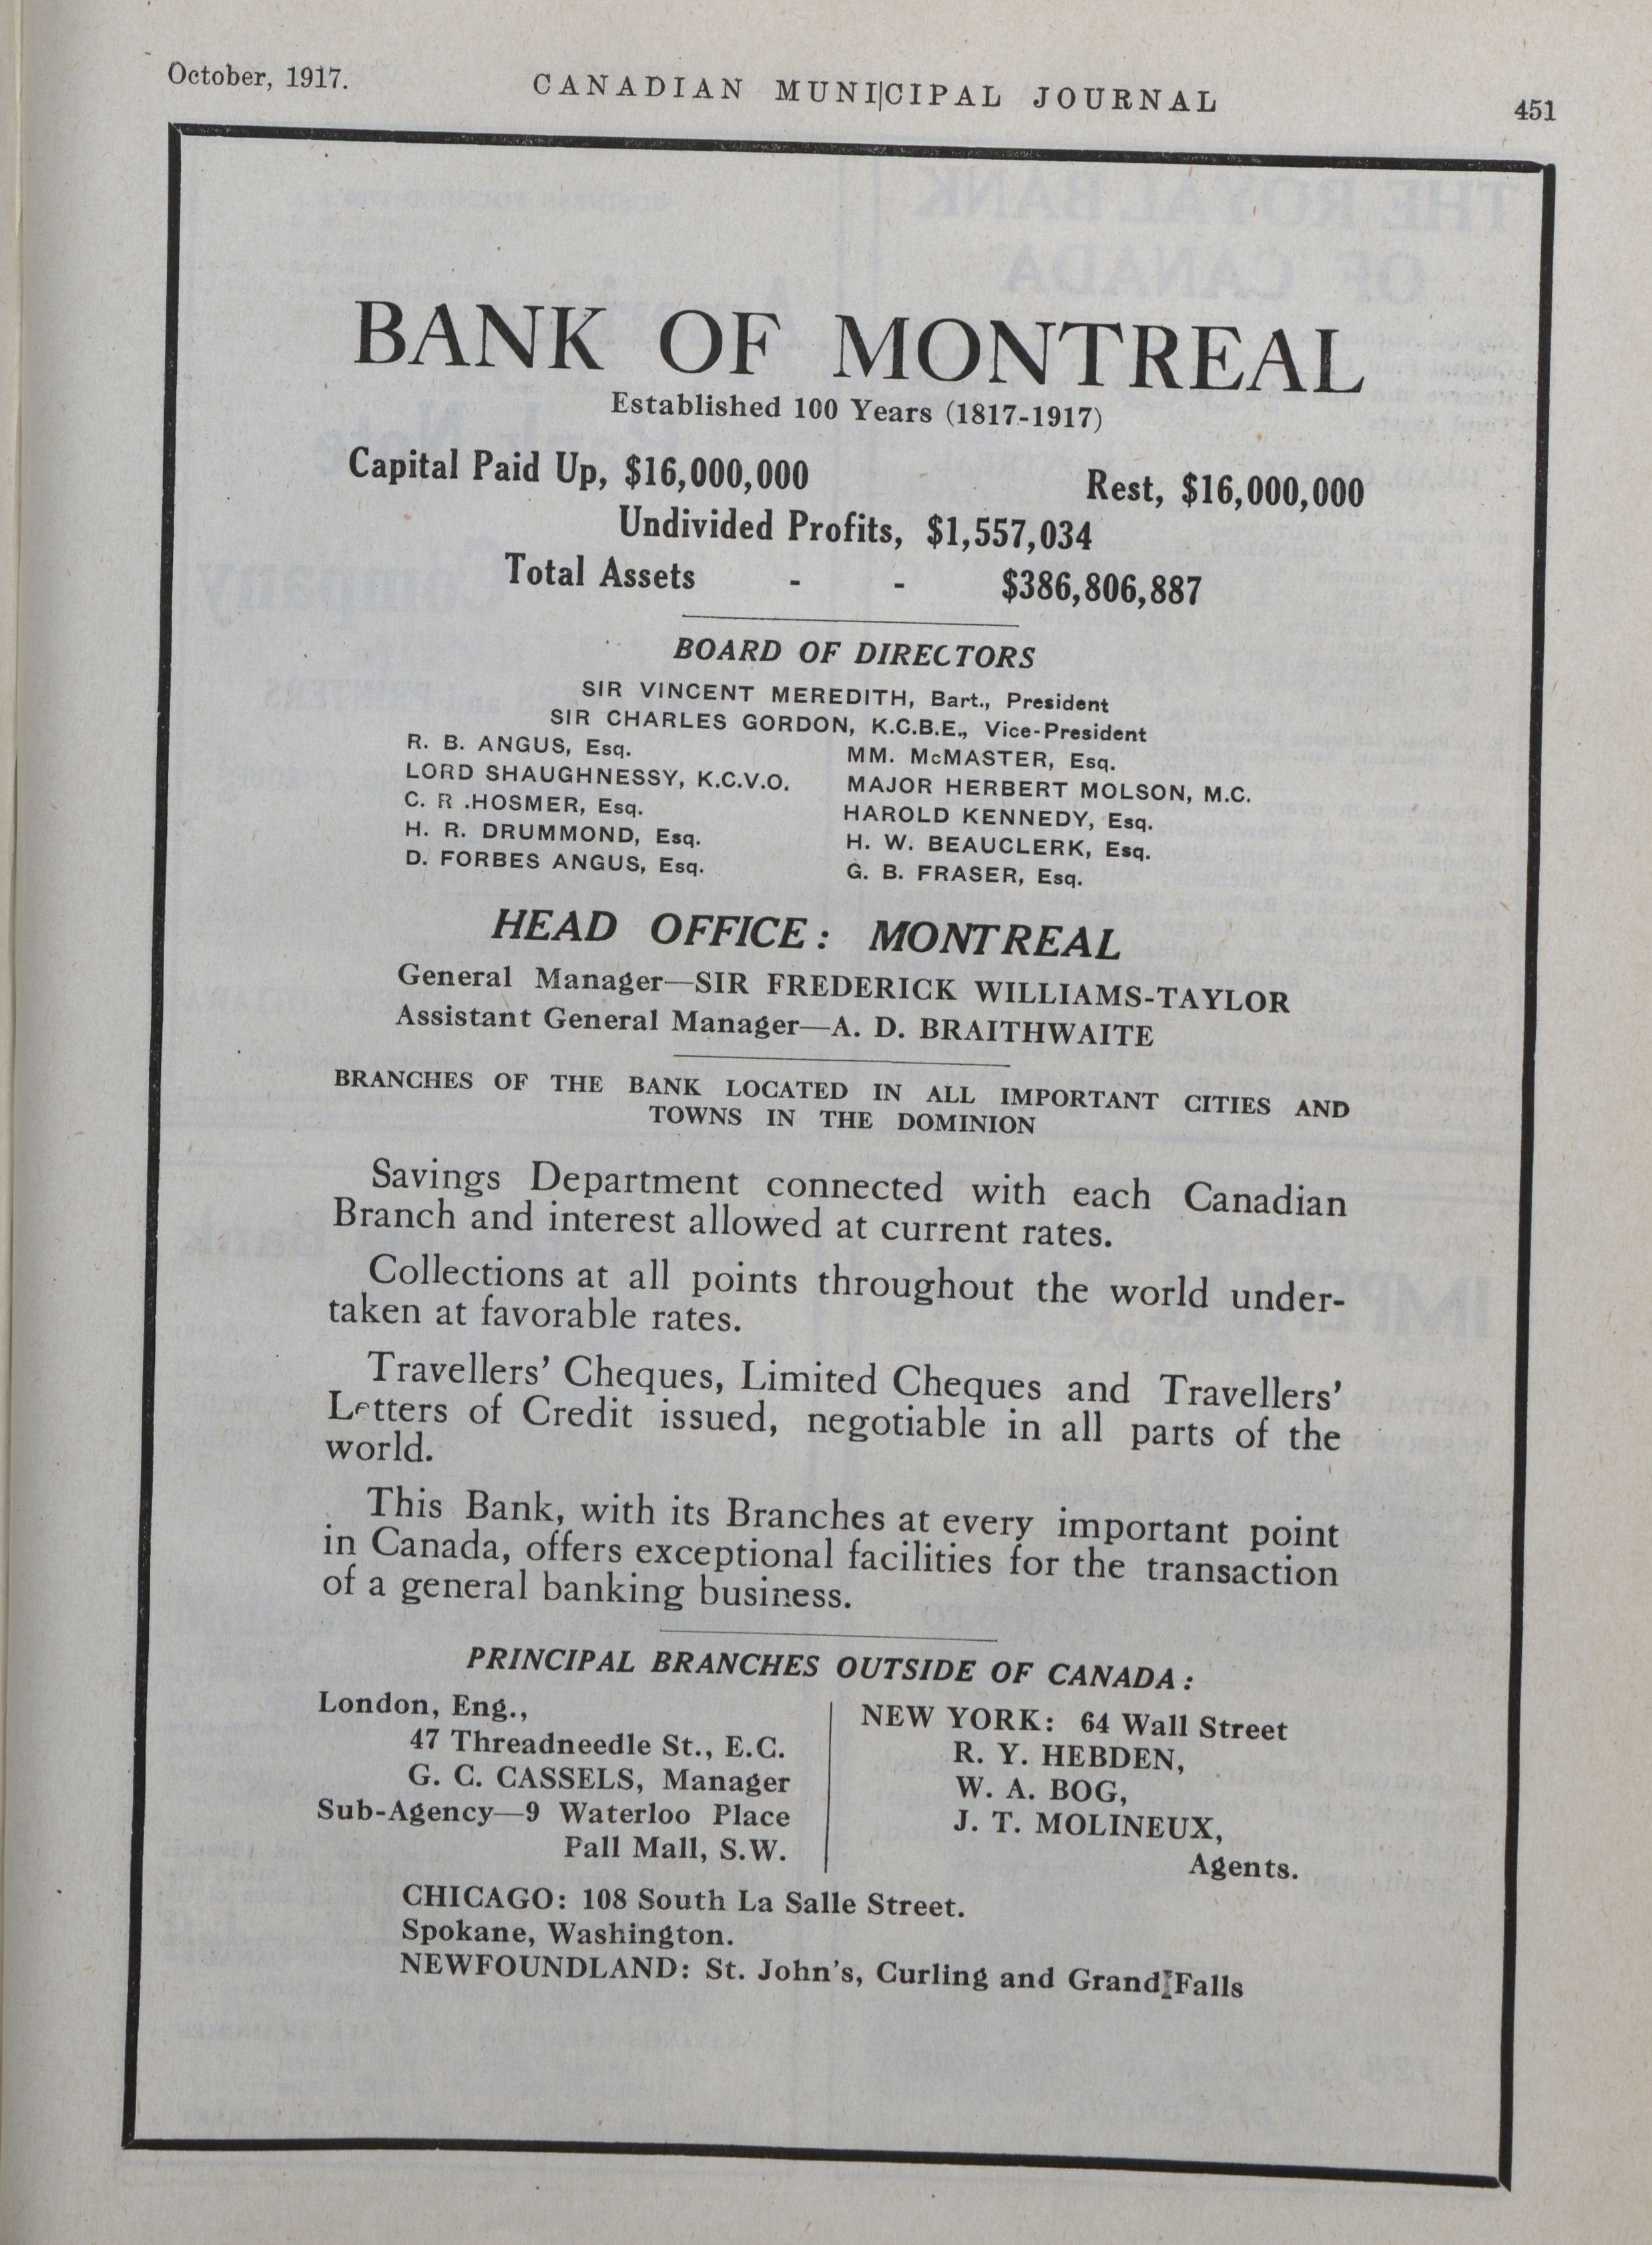 October, 1917.
CANADIAN MUNICIPAL JOURNAL
451
BANK OF MONTREAL
Established 100 Years (1817-1917)
Capital Paid Up, $16,000,000
Rest, $16,000,000
Undivided Profits, $1,557,034
Total Assets - - $386,806,887
BOARD OF DIRECTORS
SIR VINCENT MEREDITH, Bart., President
SIR CHARLES GORDON, K.C.B.E., Vice-President
R. B. ANGUS, Esq.
LORD SHAUGHNESSY, K.C.V.O.
C. R .HOSMER, Esq.
H. R. DRUMMOND, Esq.
D. FORBES ANGUS, Esq.
MM. McMASTER, Esq.
MAJOR HERBERT MOLSON, M.C.
HAROLD KENNEDY, Esq.
H. W. BEAUCLERK, Esq.
G. B. FRASER, Esq.
HEAD OFFICE: MONTREAL
General Manager—SIR FREDERICK WILLIAMS-TAYLOR
Assistant General Manager—A. D. BRAITHWAITE
BRANCHES OF THE BANK LOCATED IN ALL IMPORTANT CITIES AND
TOWNS IN THE DOMINION
Savings Department connected with each Canadian
Branch and interest allowed at current rates.
Collections at all points throughout the world under-
taken at favorable rates.
Travellers' Cheques, Limited Cheques and Travellers'
Letters of Credit issued, negotiable in all parts of the
world.
This Bank, with its Branches at every important point
in Canada, offers exceptional facilities for the transaction
of a general banking business.
PRINCIPAL BRANCHES OUTSIDE OF CANADA:
London, Eng.,
47 Threadneedle St., E.C.
G. C. CASSELS, Manager
Sub-Agency—9 Waterloo Place
Pall Mall, S.W.
NEW YORK: 64 Wall Street
R. Y. HEBDEN,
W. A. BOG,
J. T. MOLINEUX,
Agents.
CHICAGO: 108 South La Salle Street.
Spokane, Washington.
NEWFOUNDLAND: St. John's, Curling and Grand Falls